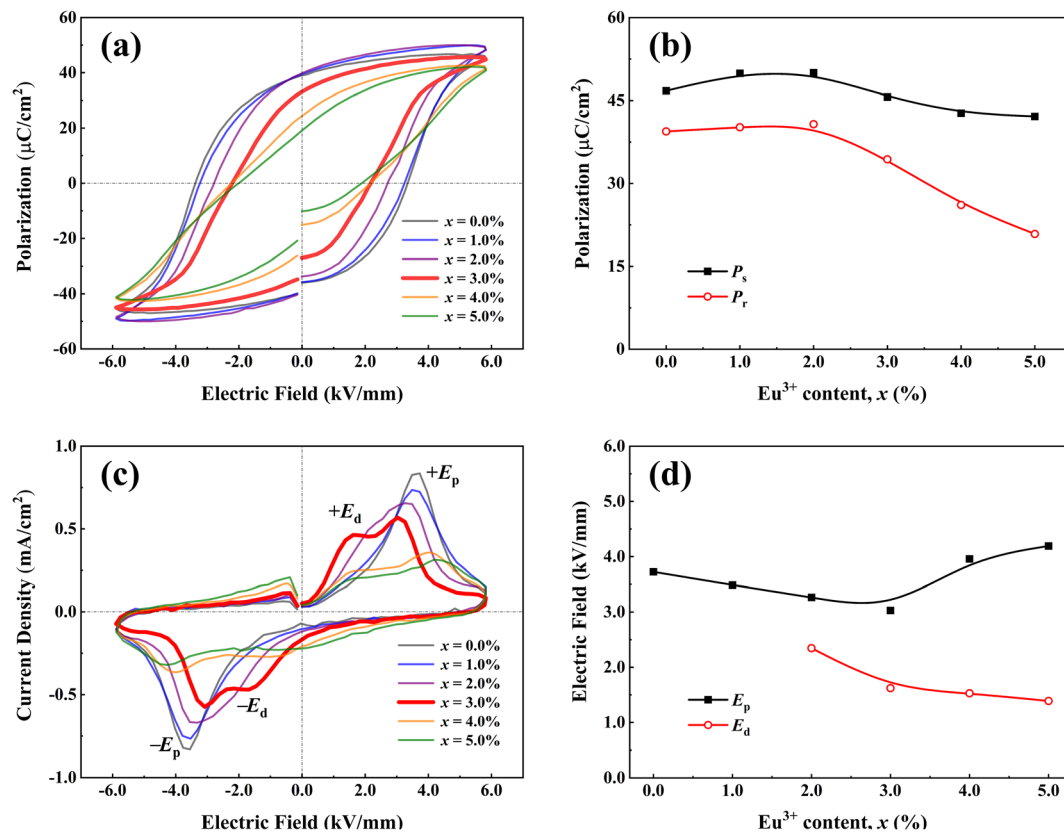 (a)
60
40
20
0
-20
-40
-60
-6.0 -4.0 -2.0 0.0 2.0 4.0 6.0
Polarization (μC/cm²)
Electric Field (kV/mm)
x = 0.0%
x = 1.0%
x = 2.0%
x = 3.0%
x = 4.0%
x = 5.0%
(b)
60
45
30
15
0
0.0 1.0 2.0 3.0 4.0 5.0
Polarization (μC/cm²)
Eu³⁺ content, x (%)
Ps
Pr
(c)
1.0
0.5
0.0
-0.5
-1.0
-6.0 -4.0 -2.0 0.0 2.0 4.0 6.0
Current Density (mA/cm²)
Electric Field (kV/mm)
+Ep
+Ed
−Ed
−Ep
x = 0.0%
x = 1.0%
x = 2.0%
x = 3.0%
x = 4.0%
x = 5.0%
(d)
6.0
5.0
4.0
3.0
2.0
1.0
0.0
0.0 1.0 2.0 3.0 4.0 5.0
Electric Field (kV/mm)
Eu³⁺ content, x (%)
Ep
Ed